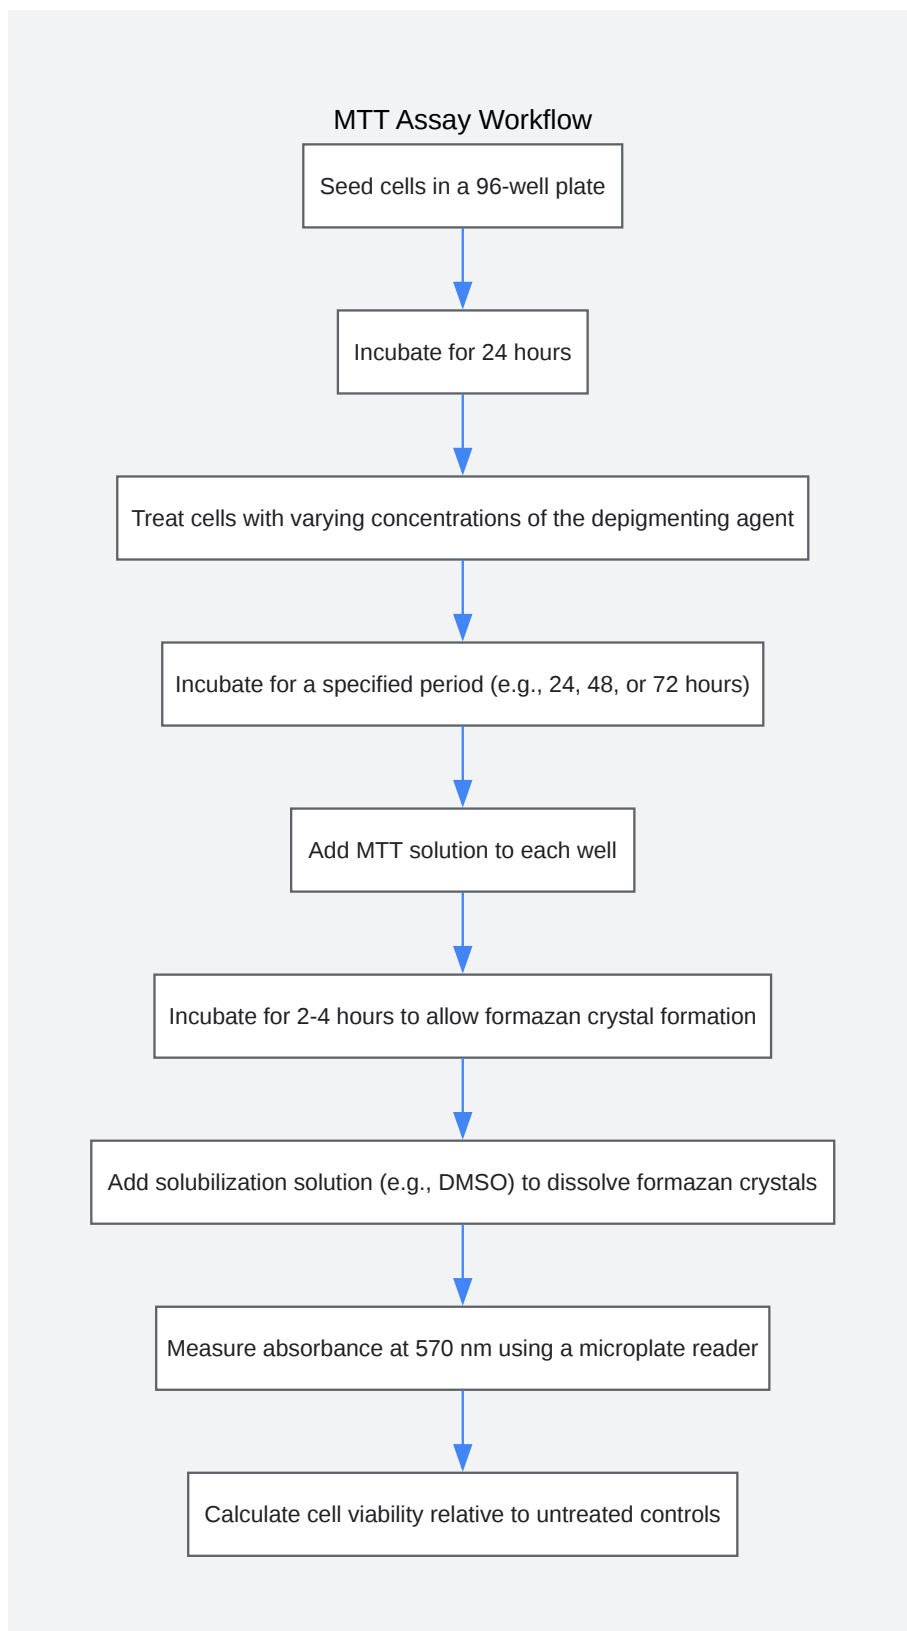 MTT Assay Workflow
Seed cells in a 96-well plate
Incubate for 24 hours
Treat cells with varying concentrations of the depigmenting agent
Incubate for a specified period (e.g., 24, 48, or 72 hours)
Add MTT solution to each well
Incubate for 2-4 hours to allow formazan crystal formation
Add solubilization solution (e.g., DMSO) to dissolve formazan crystals
Measure absorbance at 570 nm using a microplate reader
Calculate cell viability relative to untreated controls